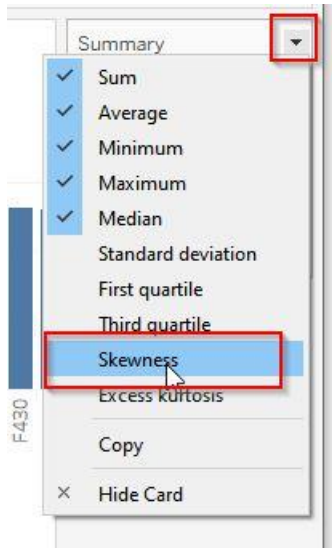 Summary
Sum
Average
Minimum
Maximum
Median
Standard deviation
First quartile
Third quartile
Skewness
Excess kurtosis
Copy
Hide Card
F430